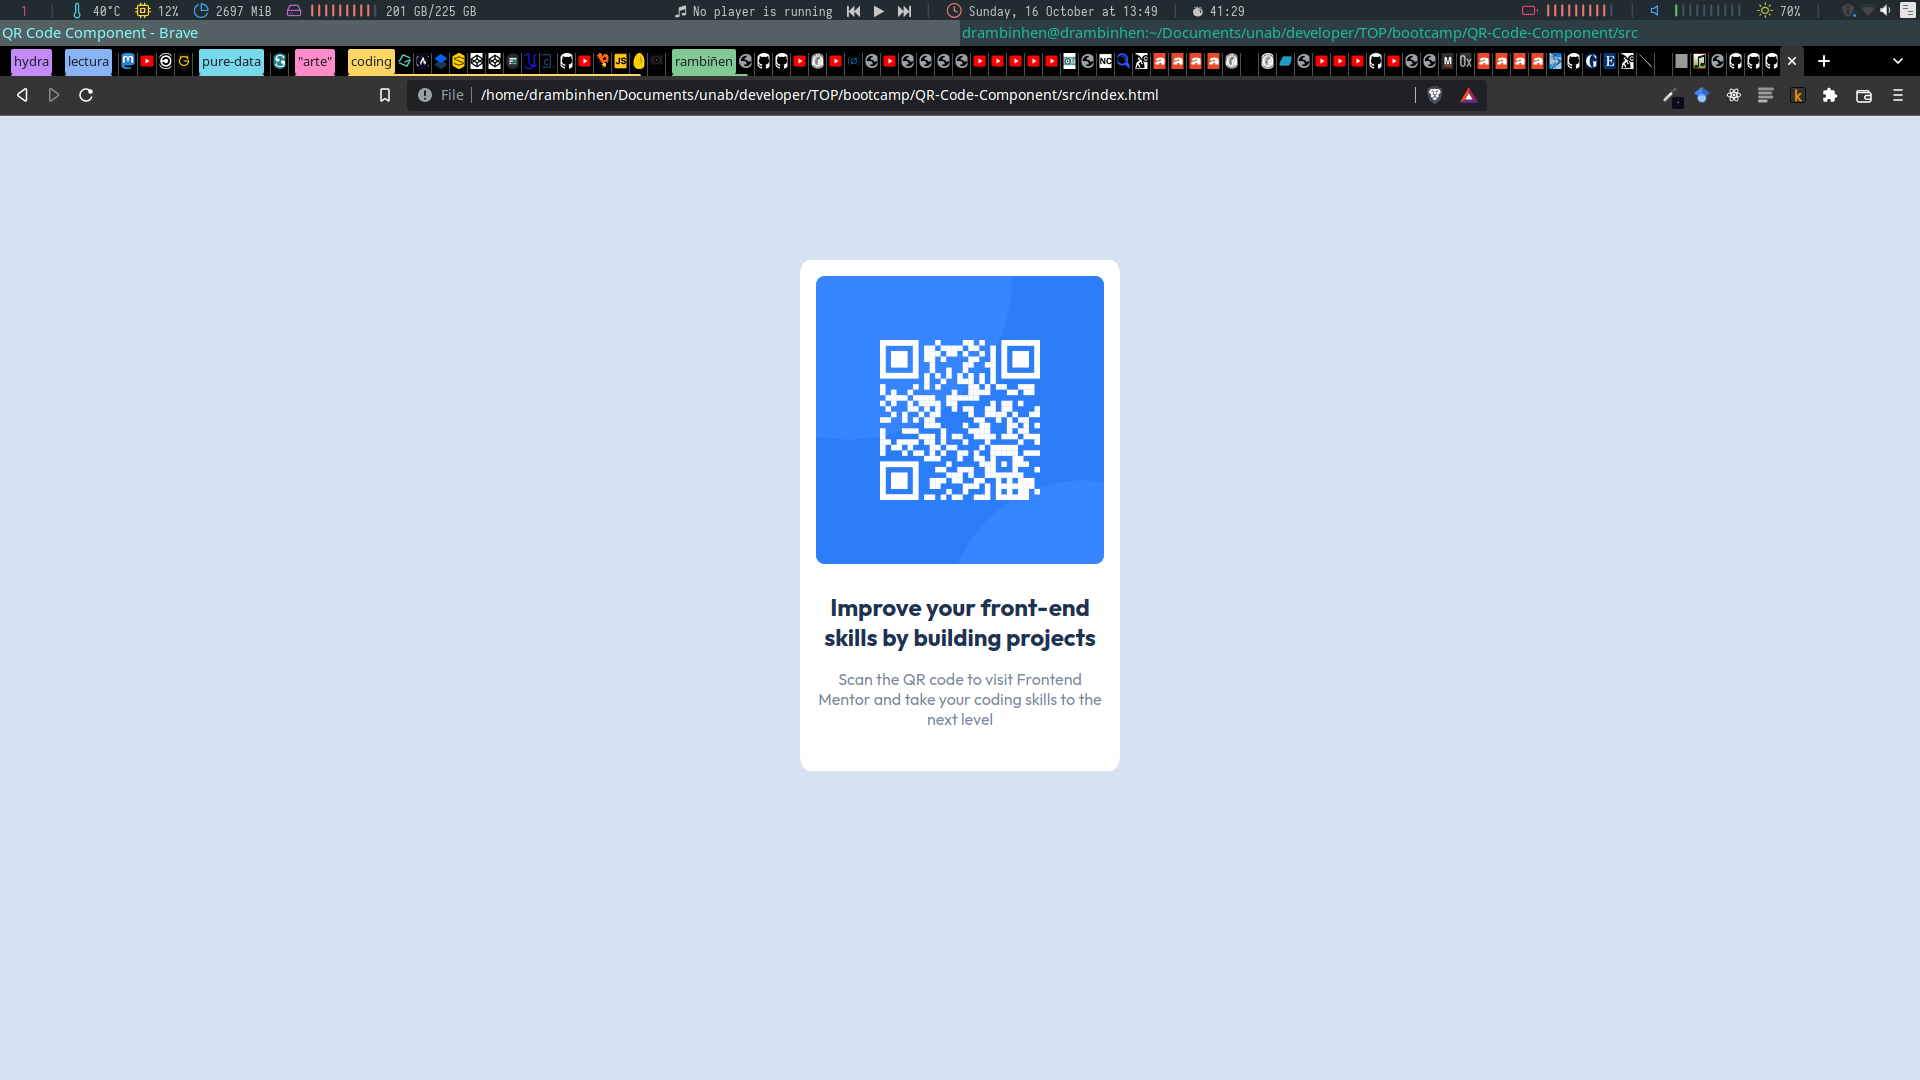 1 40°C 12% 2697 MiB 201 GB/225 GB No player is running Sunday, 16 October at 13:49 41:29 70%
QR Code Component - Brave drambinhen@drambinhen:~/Documents/unab/developer/TOP/bootcamp/QR-Code-Component/src
hydra lectura pure-data "arte" coding JS rambiñen NC M 0x G E
File /home/drambinhen/Documents/unab/developer/TOP/bootcamp/QR-Code-Component/src/index.html
Improve your front-end
skills by building projects
Scan the QR code to visit Frontend
Mentor and take your coding skills to the
next level